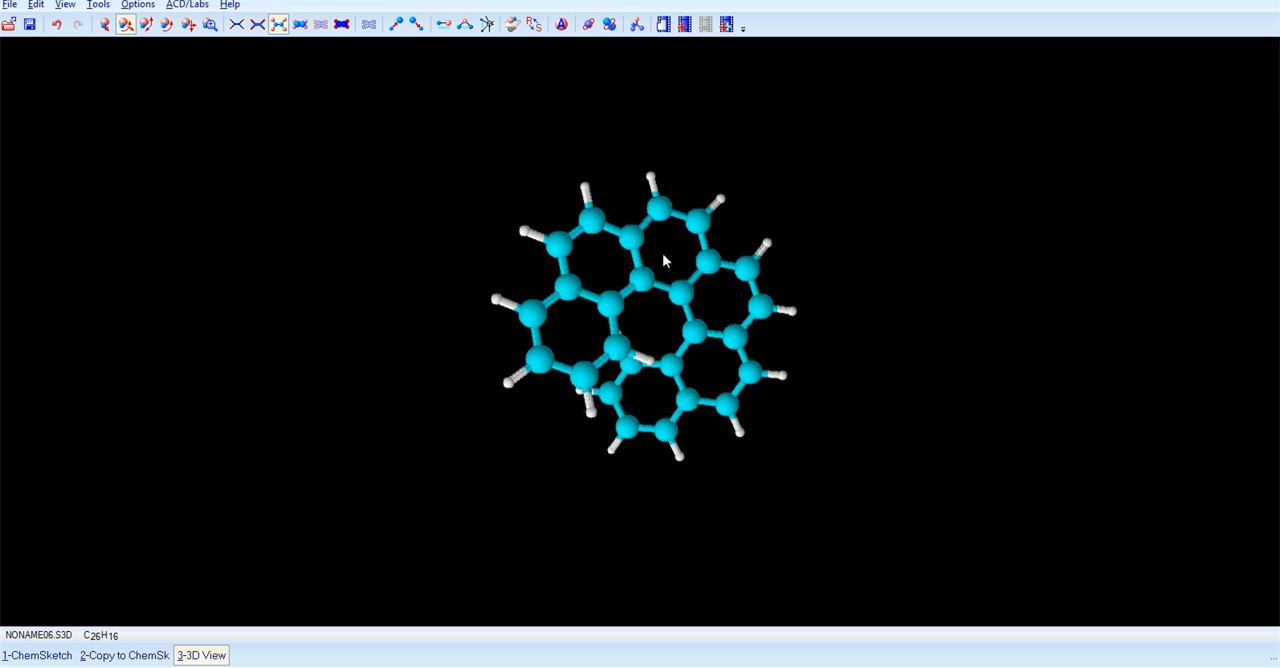 File Edit View Tools Options ACD/Labs Help
NONAME06.S3D C26H16
1-ChemSketch 2-Copy to ChemSk 3-3D View